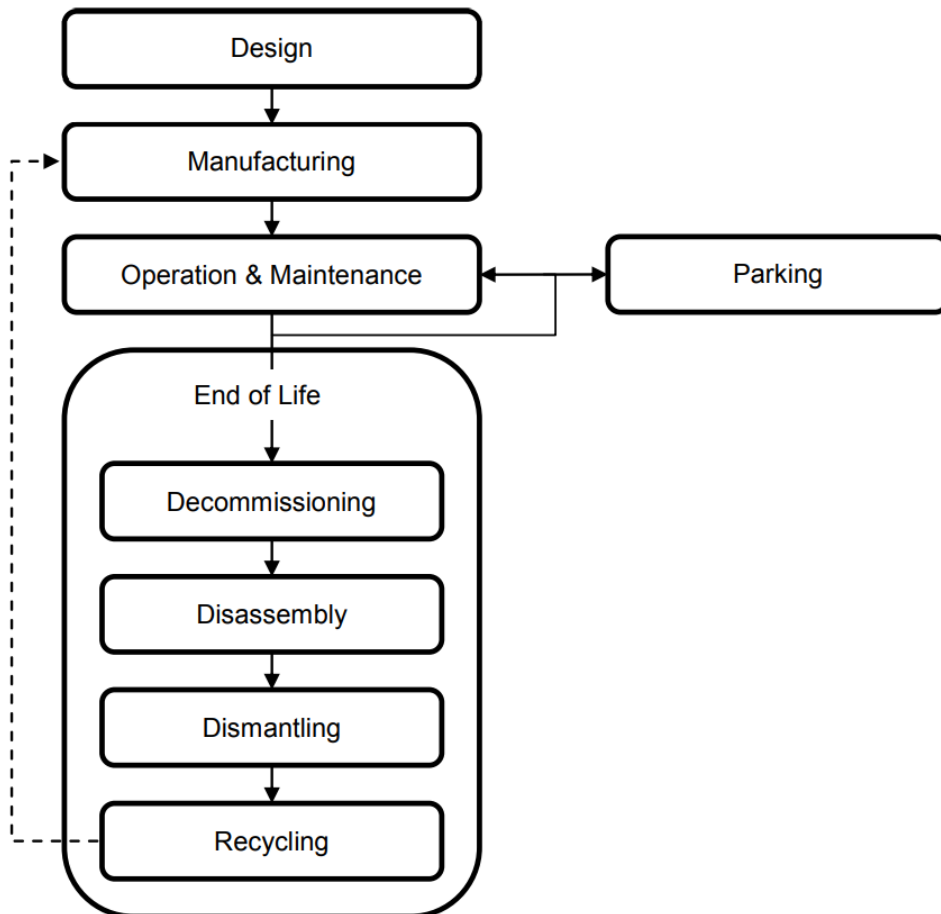 Design
Manufacturing
Operation & Maintenance
Parking
End of Life
Decommissioning
Disassembly
Dismantling
Recycling